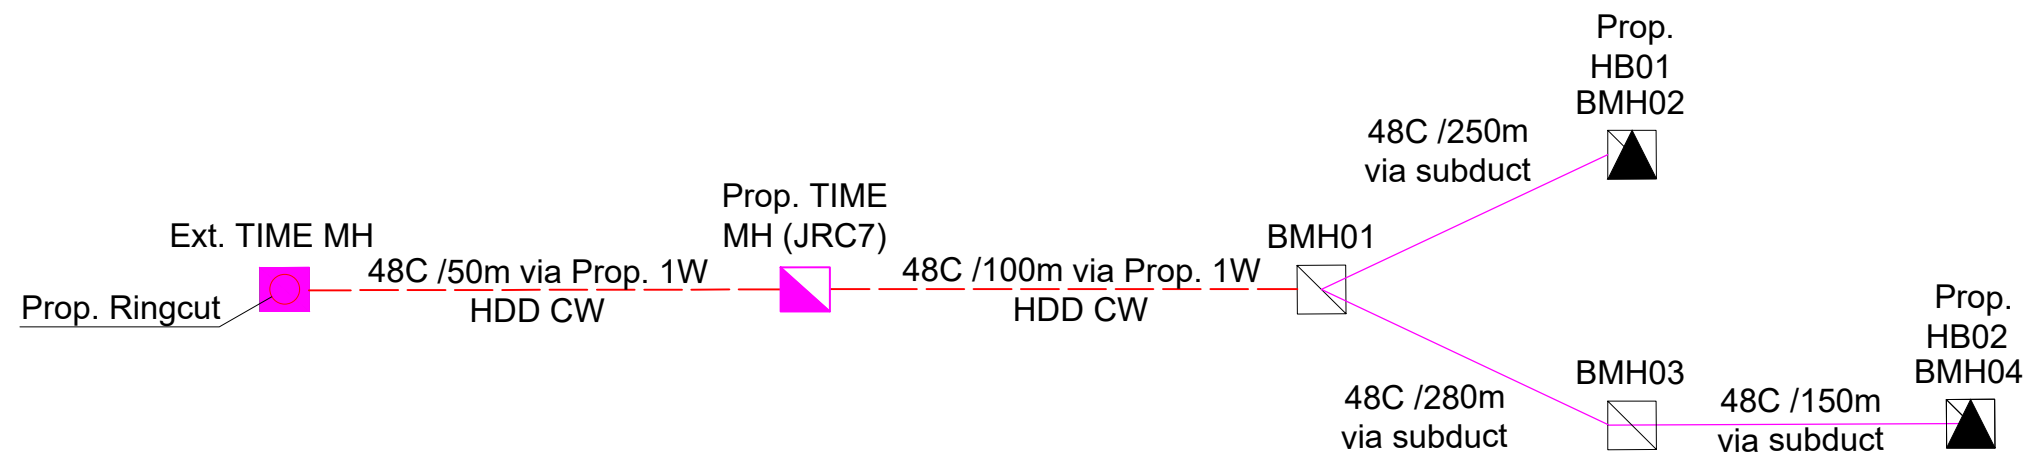 Prop.
HB01
BMH02
48C /250m
via subduct
Prop. TIME
MH (JRC7)
Ext. TIME MH
BMH01
48C /50m via Prop. 1W
HDD CW
48C /100m via Prop. 1W
HDD CW
Prop. Ringcut
Prop.
HB02
BMH04
BMH03
48C /280m
via subduct
48C /150m
via subduct